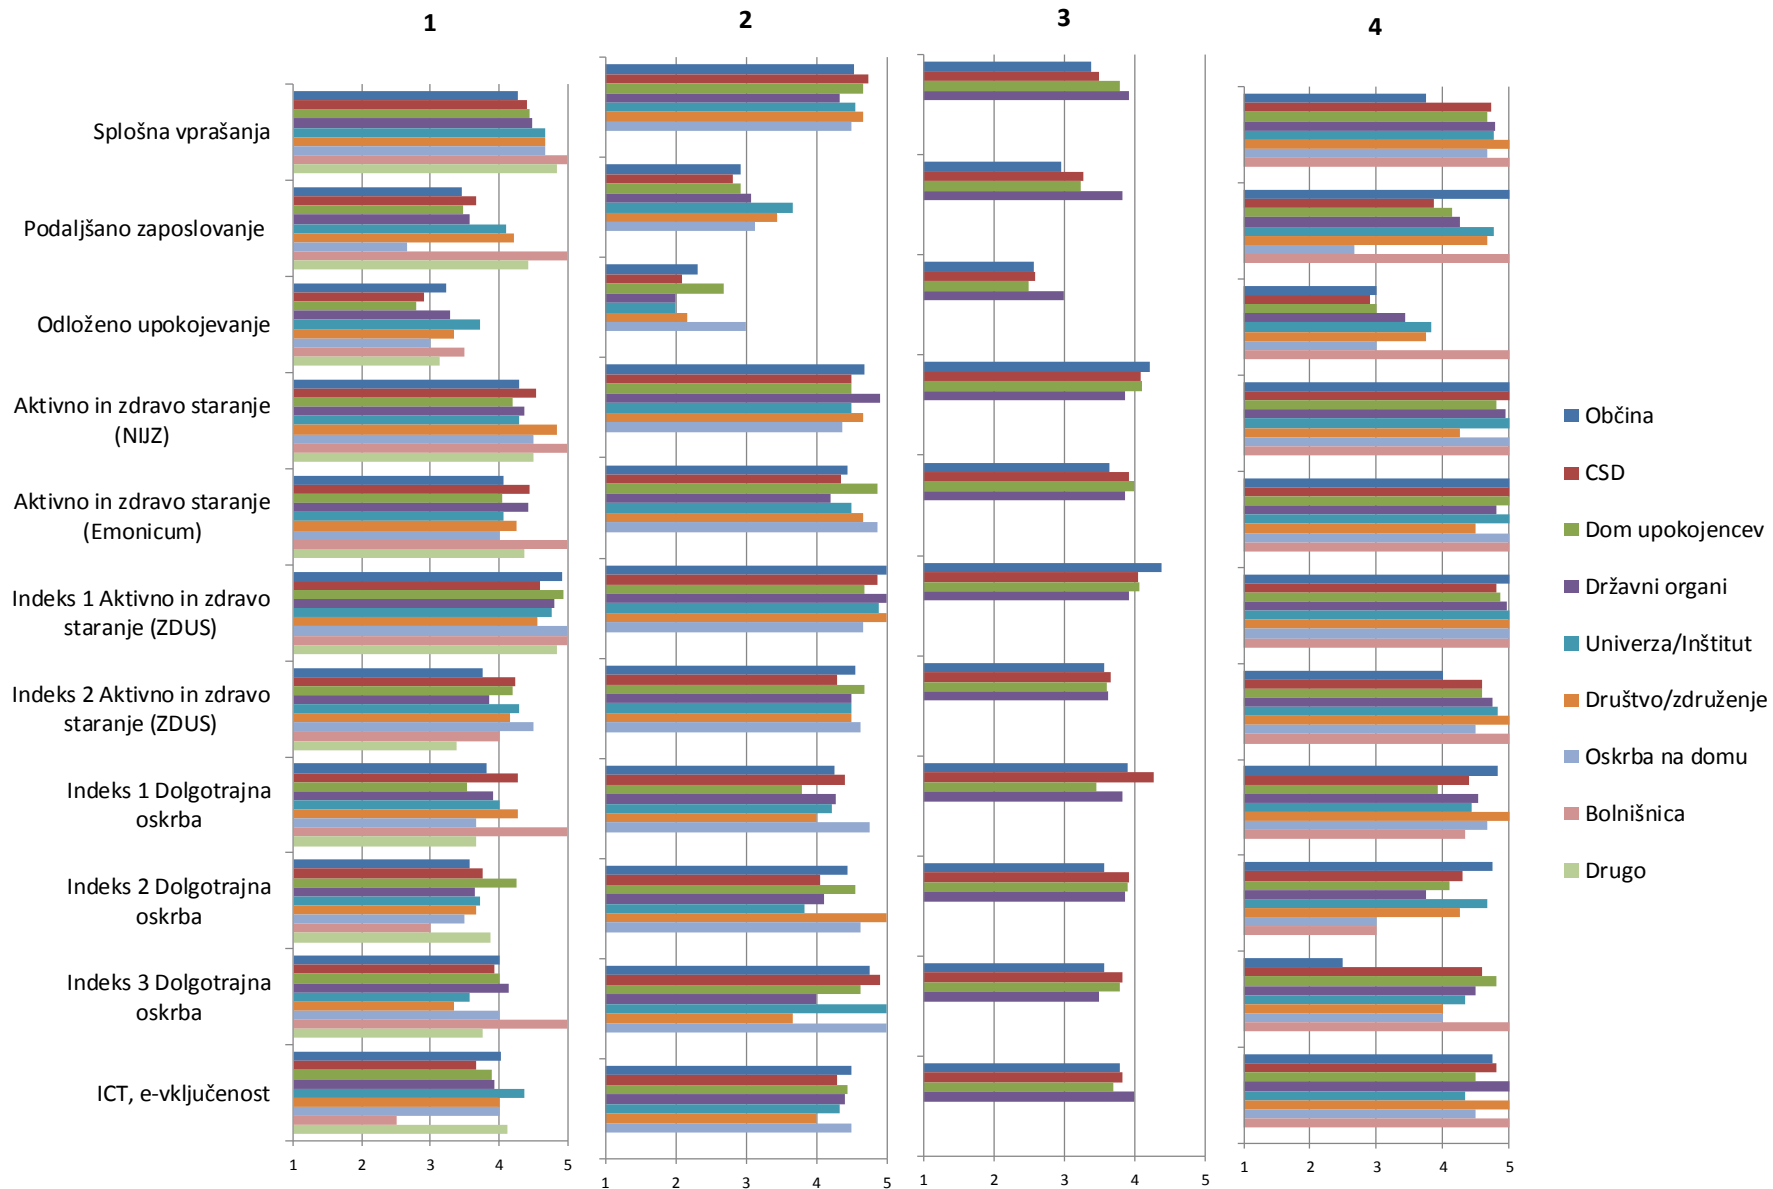 1 2 3 4
Splošna vprašanja
Podaljšano zaposlovanje
Odloženo upokojevanje
Aktivno in zdravo staranje
(NIJZ)
Aktivno in zdravo staranje
(Emonicum)
Indeks 1 Aktivno in zdravo
staranje (ZDUS)
Indeks 2 Aktivno in zdravo
staranje (ZDUS)
Indeks 1 Dolgotrajna
oskrba
Indeks 2 Dolgotrajna
oskrba
Indeks 3 Dolgotrajna
oskrba
ICT, e-vključenost
1 2 3 4 5
1 2 3 4 5
1 2 3 4 5
1 2 3 4 5
Občina
CSD
Dom upokojencev
Državni organi
Univerza/Inštitut
Društvo/združenje
Oskrba na domu
Bolnišnica
Drugo